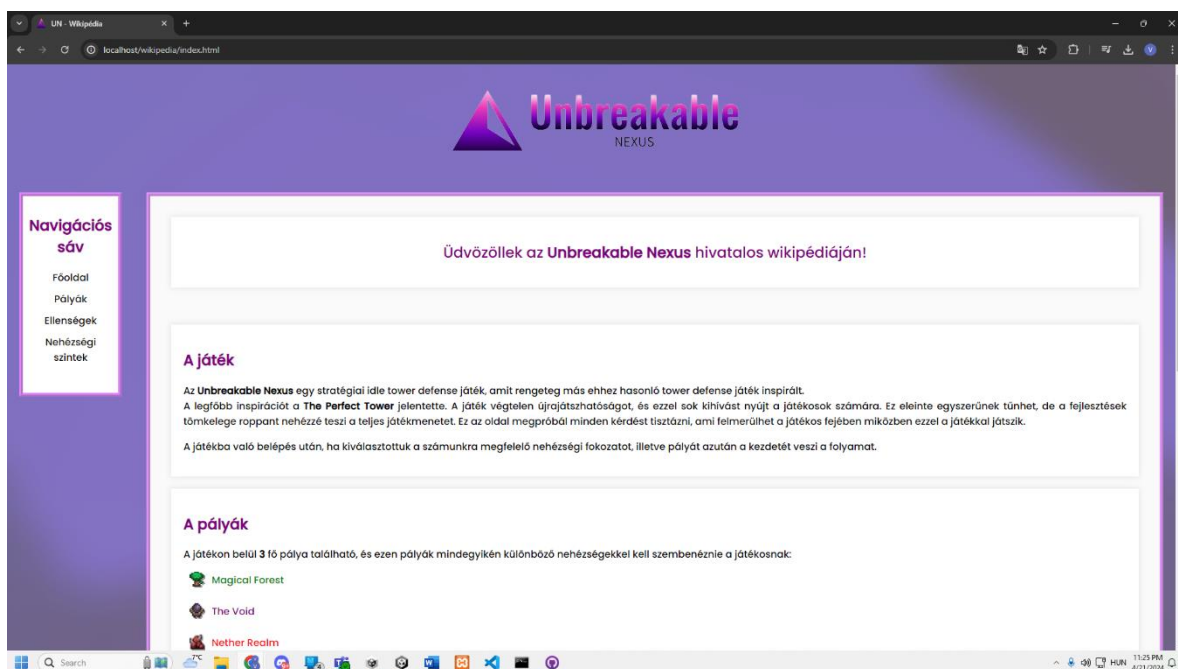 UN - Wikipédia
localhost/wikipedia/index.html
V
Unbreakable
NEXUS
Navigációs
sáv
Főoldal
Pályák
Ellenségek
Nehézségi
szintek
Üdvözöllek az Unbreakable Nexus hivatalos wikipédiáján!
A játék
Az Unbreakable Nexus egy stratégiai idle tower defense játék, amit rengeteg más ehhez hasonló tower defense játék inspirált.
A legfőbb inspirációt a The Perfect Tower jelentette. A játék végtelen újrajátszhatóságot, és ezzel sok kihívást nyújt a játékosok számára. Ez eleinte egyszerűnek tűnhet, de a fejlesztések
tömkelege roppant nehézzé teszi a teljes játékmenetet. Ez az oldal megpróbál minden kérdést tisztázni, ami felmerülhet a játékos fejében miközben ezzel a játékkal játszik.
A játékba való belépés után, ha kiválasztottuk a számunkra megfelelő nehézségi fokozatot, illetve pályát azután a kezdetét veszi a folyamat.
A pályák
A játékon belül 3 fő pálya található, és ezen pályák mindegyikén különböző nehézségekkel kell szembenéznie a játékosnak:
Magical Forest
The Void
Nether Realm
Search
7°C
HUN
11:25 PM
4/21/2024